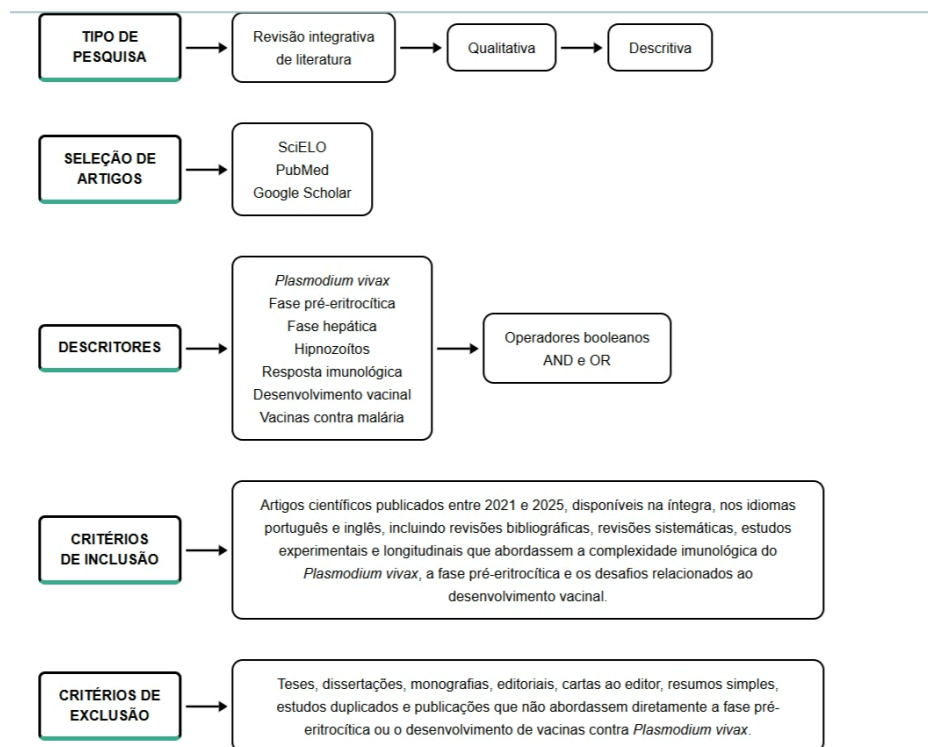 TIPO DE
PESQUISA
Revisão integrativa
de literatura
Qualitativa
Descritiva
SELEÇÃO DE
ARTIGOS
SciELO
PubMed
Google Scholar
DESCRITORES
Plasmodium vivax
Fase pré-eritrocítica
Fase hepática
Hipnozoítos
Resposta imunológica
Desenvolvimento vacinal
Vacinas contra malária
Operadores booleanos
AND e OR
CRITÉRIOS
DE INCLUSÃO
Artigos científicos publicados entre 2021 e 2025, disponíveis na íntegra, nos idiomas
português e inglês, incluindo revisões bibliográficas, revisões sistemáticas, estudos
experimentais e longitudinais que abordassem a complexidade imunológica do
Plasmodium vivax, a fase pré-eritrocítica e os desafios relacionados ao
desenvolvimento vacinal.
CRITÉRIOS DE
EXCLUSÃO
Teses, dissertações, monografias, editoriais, cartas ao editor, resumos simples,
estudos duplicados e publicações que não abordassem diretamente a fase pré-
eritrocítica ou o desenvolvimento de vacinas contra Plasmodium vivax.